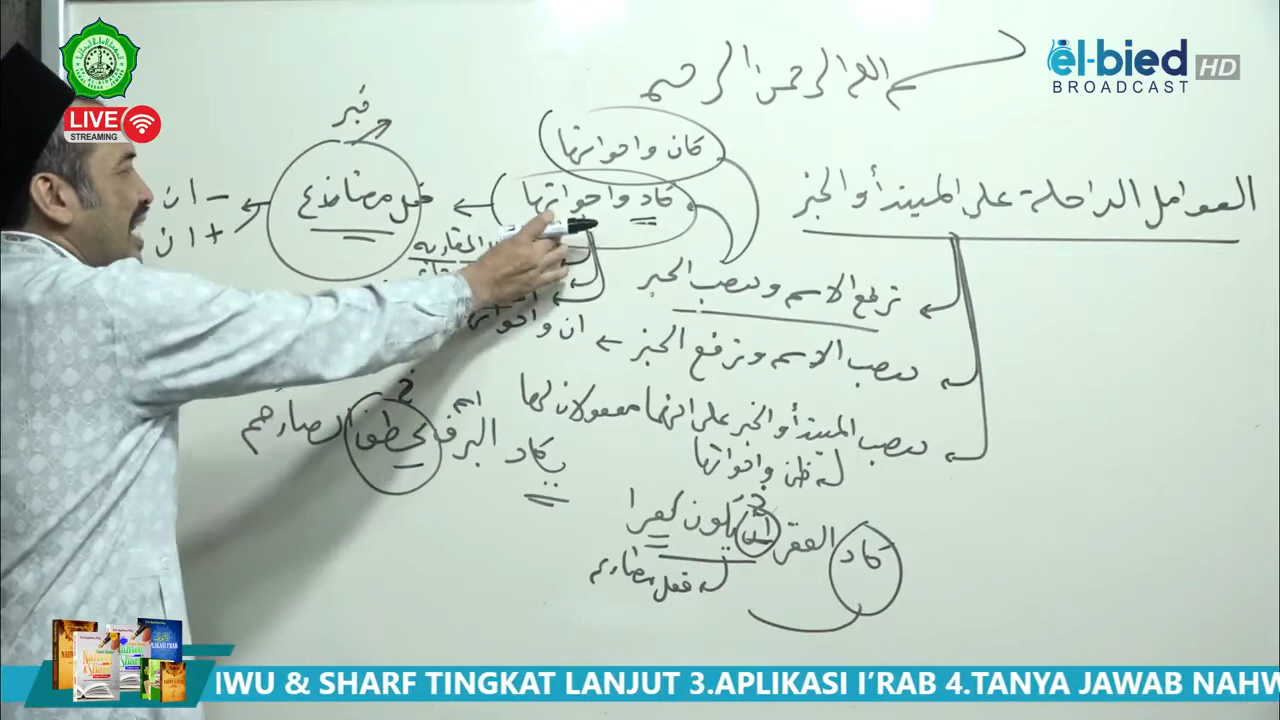 بسم الله الرحمن الرحيم
العوامل الداخلة على المبتدأ والخبر
كان واخواتها
كاد واخواتها
فعل مضارع
خبر
- ان
+ ان
المقاربة
ترفع الاسم وتنصب الخبر
تنصب الاسم وترفع الخبر
ان واخواتها
تنصب المبتدأ والخبر على انهما مفعولان لها
ظن واخواتها
يكاد البرق يخطف ابصارهم
اسم
خ
كاد الفقر ان يكون كفرا
خ
فعل مضارع
LIVE
STREAMING
el-bied HD
BROADCAST
IWU & SHARF TINGKAT LANJUT 3.APLIKASI I'RAB 4.TANYA JAWAB NAHW